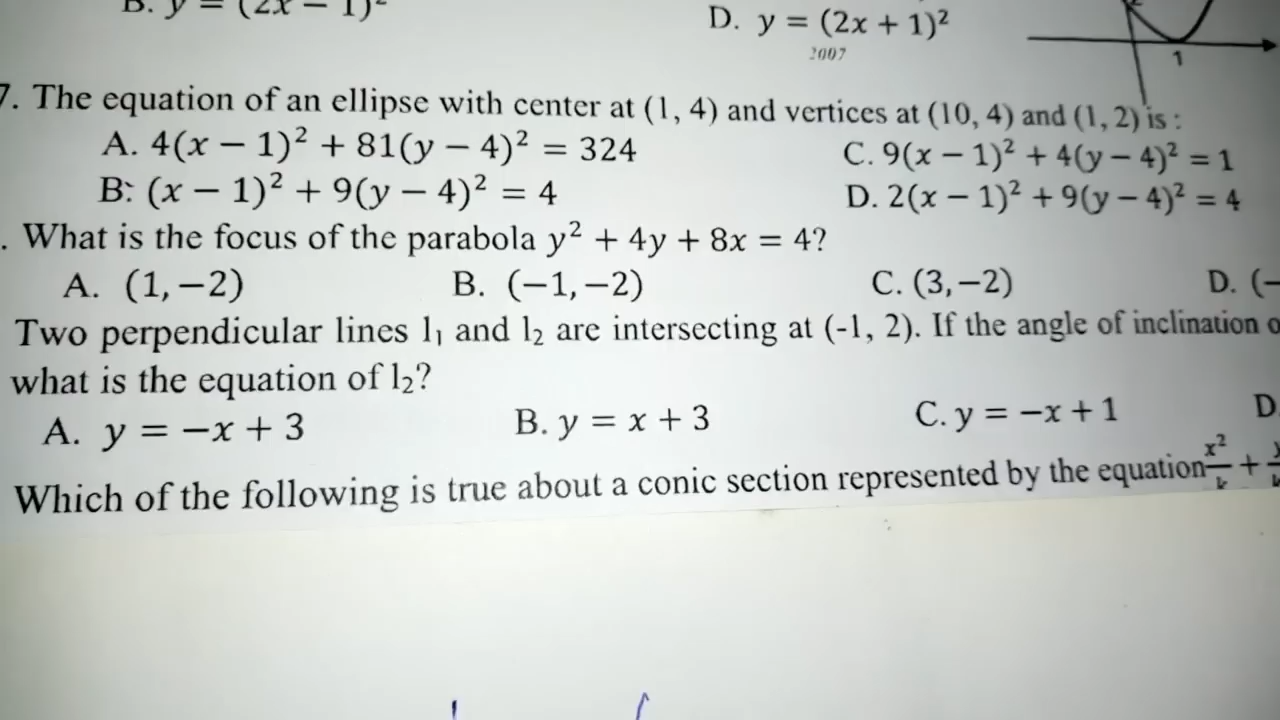 B. y = (2x − 1)²
D. y = (2x + 1)²
2007
1
7. The equation of an ellipse with center at (1, 4) and vertices at (10, 4) and (1, 2) is :
A. 4(x − 1)² + 81(y − 4)² = 324
C. 9(x − 1)² + 4(y − 4)² = 1
B: (x − 1)² + 9(y − 4)² = 4
D. 2(x − 1)² + 9(y − 4)² = 4
. What is the focus of the parabola y² + 4y + 8x = 4?
A. (1, −2) B. (−1, −2) C. (3, −2) D. (−
Two perpendicular lines l₁ and l₂ are intersecting at (-1, 2). If the angle of inclination o
what is the equation of l₂?
A. y = −x + 3 B. y = x + 3 C. y = −x + 1 D
Which of the following is true about a conic section represented by the equation x²/k +